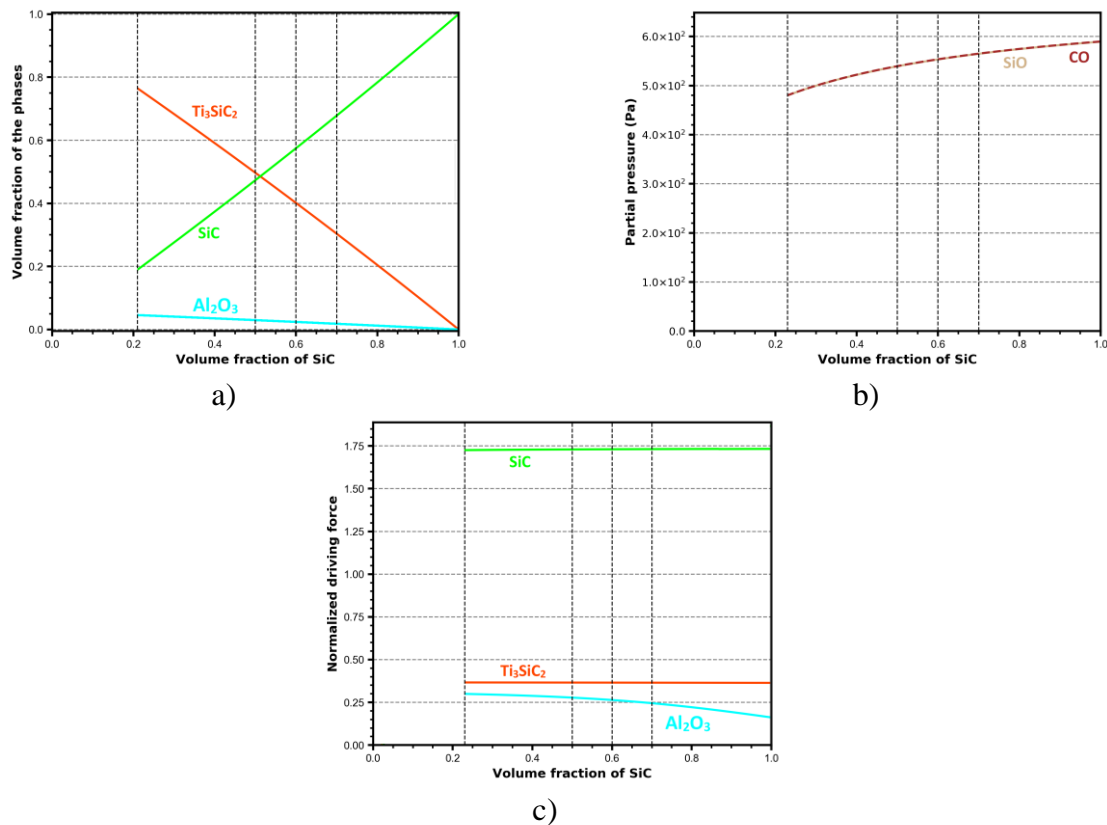 1.0
0.8
0.6
0.4
0.2
0.0
Volume fraction of the phases
Ti₃SiC₂
SiC
Al₂O₃
0.0 0.2 0.4 0.6 0.8 1.0
Volume fraction of SiC
a)
6.0×10²
5.0×10²
4.0×10²
3.0×10²
2.0×10²
1.0×10²
0.0
Partial pressure (Pa)
SiO
CO
0.0 0.2 0.4 0.6 0.8 1.0
Volume fraction of SiC
b)
1.75
1.50
1.25
1.00
0.75
0.50
0.25
0.00
Normalized driving force
SiC
Ti₃SiC₂
Al₂O₃
0.0 0.2 0.4 0.6 0.8 1.0
Volume fraction of SiC
c)